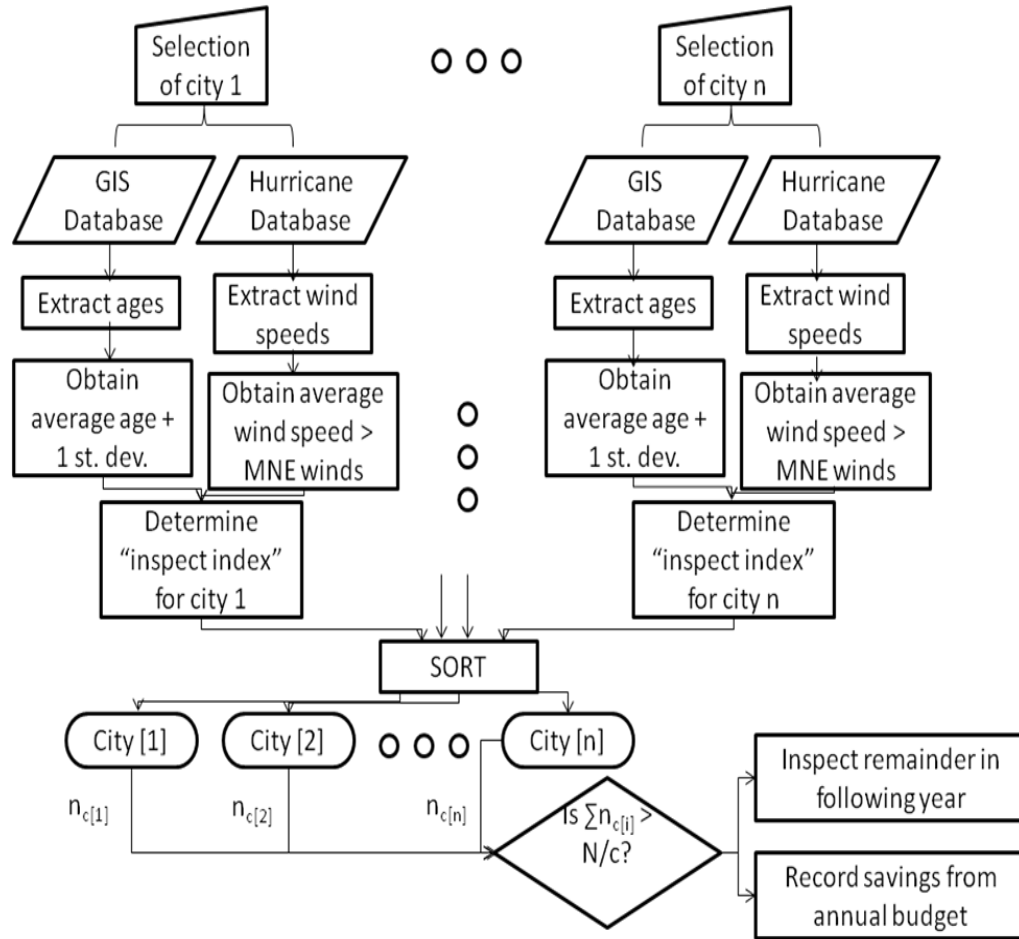 Selection
of city 1
Selection
of city n
GIS
Database
Hurricane
Database
GIS
Database
Hurricane
Database
Extract ages
Extract wind
speeds
Extract ages
Extract wind
speeds
Obtain
average age +
1 st. dev.
Obtain average
wind speed >
MNE winds
Obtain
average age +
1 st. dev.
Obtain average
wind speed >
MNE winds
Determine
“inspect index”
for city 1
Determine
“inspect index”
for city n
SORT
City [1]
City [2]
City [n]
n_c[1]
n_c[2]
n_c[n]
Is ∑n_c[i] >
N/c?
Inspect remainder in
following year
Record savings from
annual budget